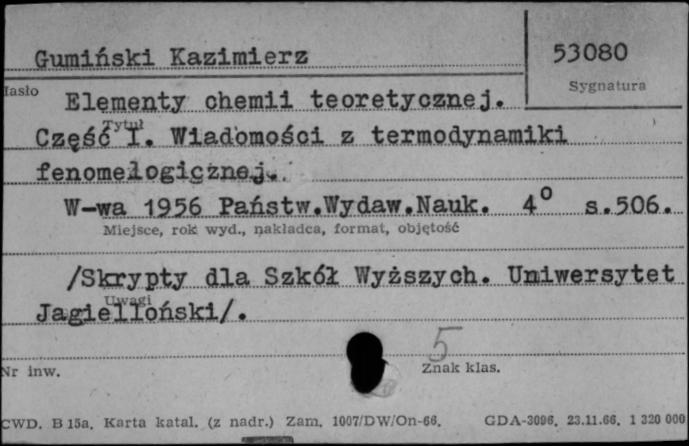 Gumiński Kazimierz 53080
Hasło Sygnatura
Elementy chemii teoretycznej.
Tytuł
Część I. Wiadomości z termodynamiki
fenomelogicznej.
W-wa 1956 Państw.Wydaw.Nauk. 4° s.506.
Miejsce, rok wyd., nakładca, format, objętość
/Skrypty dla Szkół Wyższych. Uniwersytet
Uwagi
Jagielloński/.
5
Nr inw. Znak klas.
CWD. B 15a. Karta katal. (z nadr.) Zam. 1007/DW/On-66. GDA-3096. 23.11.66. 1 320 000